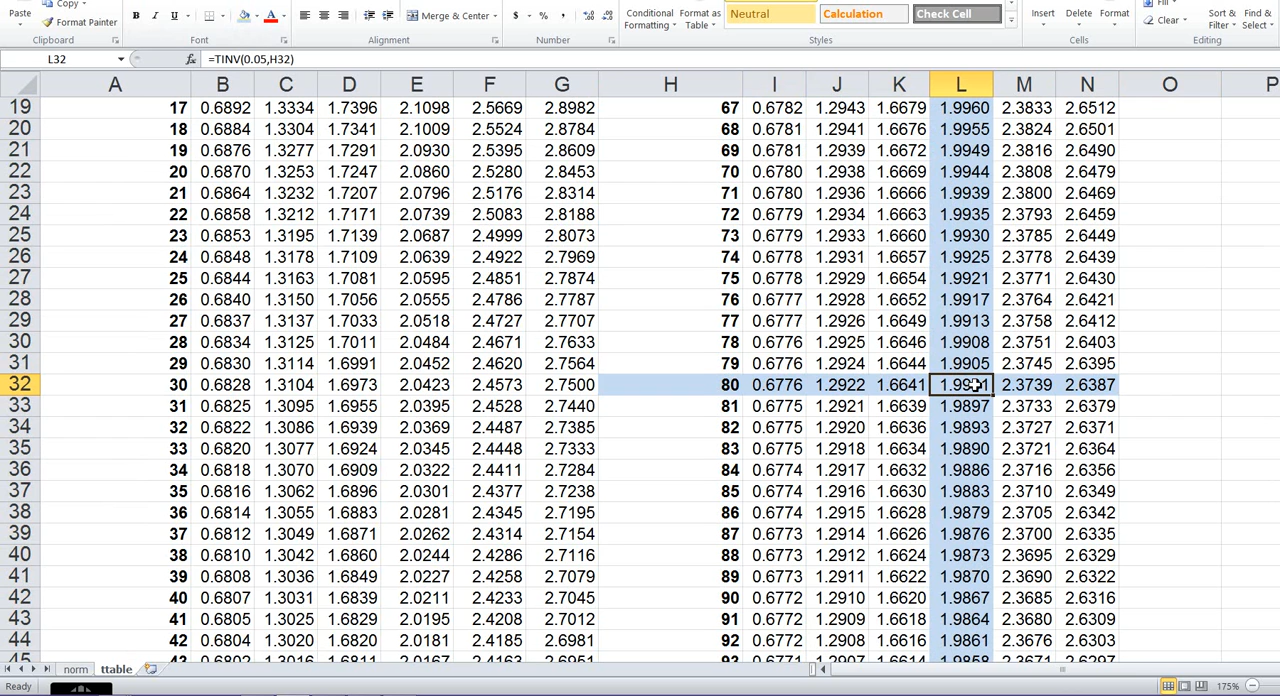 Paste
Copy
Format Painter
Clipboard
B I U
A
Font
Merge & Center
Alignment
$ % ,
Number
Conditional Formatting
Format as Table
Neutral
Calculation
Check Cell
Styles
Insert
Delete
Format
Cells
Fill
Clear
Sort & Filter
Find & Select
Editing
L32 fx =TINV(0.05,H32)
A B C D E F G H I J K L M N O P
19 17 0.6892 1.3334 1.7396 2.1098 2.5669 2.8982 67 0.6782 1.2943 1.6679 1.9960 2.3833 2.6512
20 18 0.6884 1.3304 1.7341 2.1009 2.5524 2.8784 68 0.6781 1.2941 1.6676 1.9955 2.3824 2.6501
21 19 0.6876 1.3277 1.7291 2.0930 2.5395 2.8609 69 0.6781 1.2939 1.6672 1.9949 2.3816 2.6490
22 20 0.6870 1.3253 1.7247 2.0860 2.5280 2.8453 70 0.6780 1.2938 1.6669 1.9944 2.3808 2.6479
23 21 0.6864 1.3232 1.7207 2.0796 2.5176 2.8314 71 0.6780 1.2936 1.6666 1.9939 2.3800 2.6469
24 22 0.6858 1.3212 1.7171 2.0739 2.5083 2.8188 72 0.6779 1.2934 1.6663 1.9935 2.3793 2.6459
25 23 0.6853 1.3195 1.7139 2.0687 2.4999 2.8073 73 0.6779 1.2933 1.6660 1.9930 2.3785 2.6449
26 24 0.6848 1.3178 1.7109 2.0639 2.4922 2.7969 74 0.6778 1.2931 1.6657 1.9925 2.3778 2.6439
27 25 0.6844 1.3163 1.7081 2.0595 2.4851 2.7874 75 0.6778 1.2929 1.6654 1.9921 2.3771 2.6430
28 26 0.6840 1.3150 1.7056 2.0555 2.4786 2.7787 76 0.6777 1.2928 1.6652 1.9917 2.3764 2.6421
29 27 0.6837 1.3137 1.7033 2.0518 2.4727 2.7707 77 0.6777 1.2926 1.6649 1.9913 2.3758 2.6412
30 28 0.6834 1.3125 1.7011 2.0484 2.4671 2.7633 78 0.6776 1.2925 1.6646 1.9908 2.3751 2.6403
31 29 0.6830 1.3114 1.6991 2.0452 2.4620 2.7564 79 0.6776 1.2924 1.6644 1.9905 2.3745 2.6395
32 30 0.6828 1.3104 1.6973 2.0423 2.4573 2.7500 80 0.6776 1.2922 1.6641 2.3739 2.6387
33 31 0.6825 1.3095 1.6955 2.0395 2.4528 2.7440 81 0.6775 1.2921 1.6639 1.9897 2.3733 2.6379
34 32 0.6822 1.3086 1.6939 2.0369 2.4487 2.7385 82 0.6775 1.2920 1.6636 1.9893 2.3727 2.6371
35 33 0.6820 1.3077 1.6924 2.0345 2.4448 2.7333 83 0.6775 1.2918 1.6634 1.9890 2.3721 2.6364
36 34 0.6818 1.3070 1.6909 2.0322 2.4411 2.7284 84 0.6774 1.2917 1.6632 1.9886 2.3716 2.6356
37 35 0.6816 1.3062 1.6896 2.0301 2.4377 2.7238 85 0.6774 1.2916 1.6630 1.9883 2.3710 2.6349
38 36 0.6814 1.3055 1.6883 2.0281 2.4345 2.7195 86 0.6774 1.2915 1.6628 1.9879 2.3705 2.6342
39 37 0.6812 1.3049 1.6871 2.0262 2.4314 2.7154 87 0.6773 1.2914 1.6626 1.9876 2.3700 2.6335
40 38 0.6810 1.3042 1.6860 2.0244 2.4286 2.7116 88 0.6773 1.2912 1.6624 1.9873 2.3695 2.6329
41 39 0.6808 1.3036 1.6849 2.0227 2.4258 2.7079 89 0.6773 1.2911 1.6622 1.9870 2.3690 2.6322
42 40 0.6807 1.3031 1.6839 2.0211 2.4233 2.7045 90 0.6772 1.2910 1.6620 1.9867 2.3685 2.6316
43 41 0.6805 1.3025 1.6829 2.0195 2.4208 2.7012 91 0.6772 1.2909 1.6618 1.9864 2.3680 2.6309
44 42 0.6804 1.3020 1.6820 2.0181 2.4185 2.6981 92 0.6772 1.2908 1.6616 1.9861 2.3676 2.6303
45 43 0.6802 1.3016 1.6811 2.0167 2.4163 2.6951 93 0.6771 1.2907 1.6614 1.9858 2.3671 2.6297
norm ttable
Ready 175%